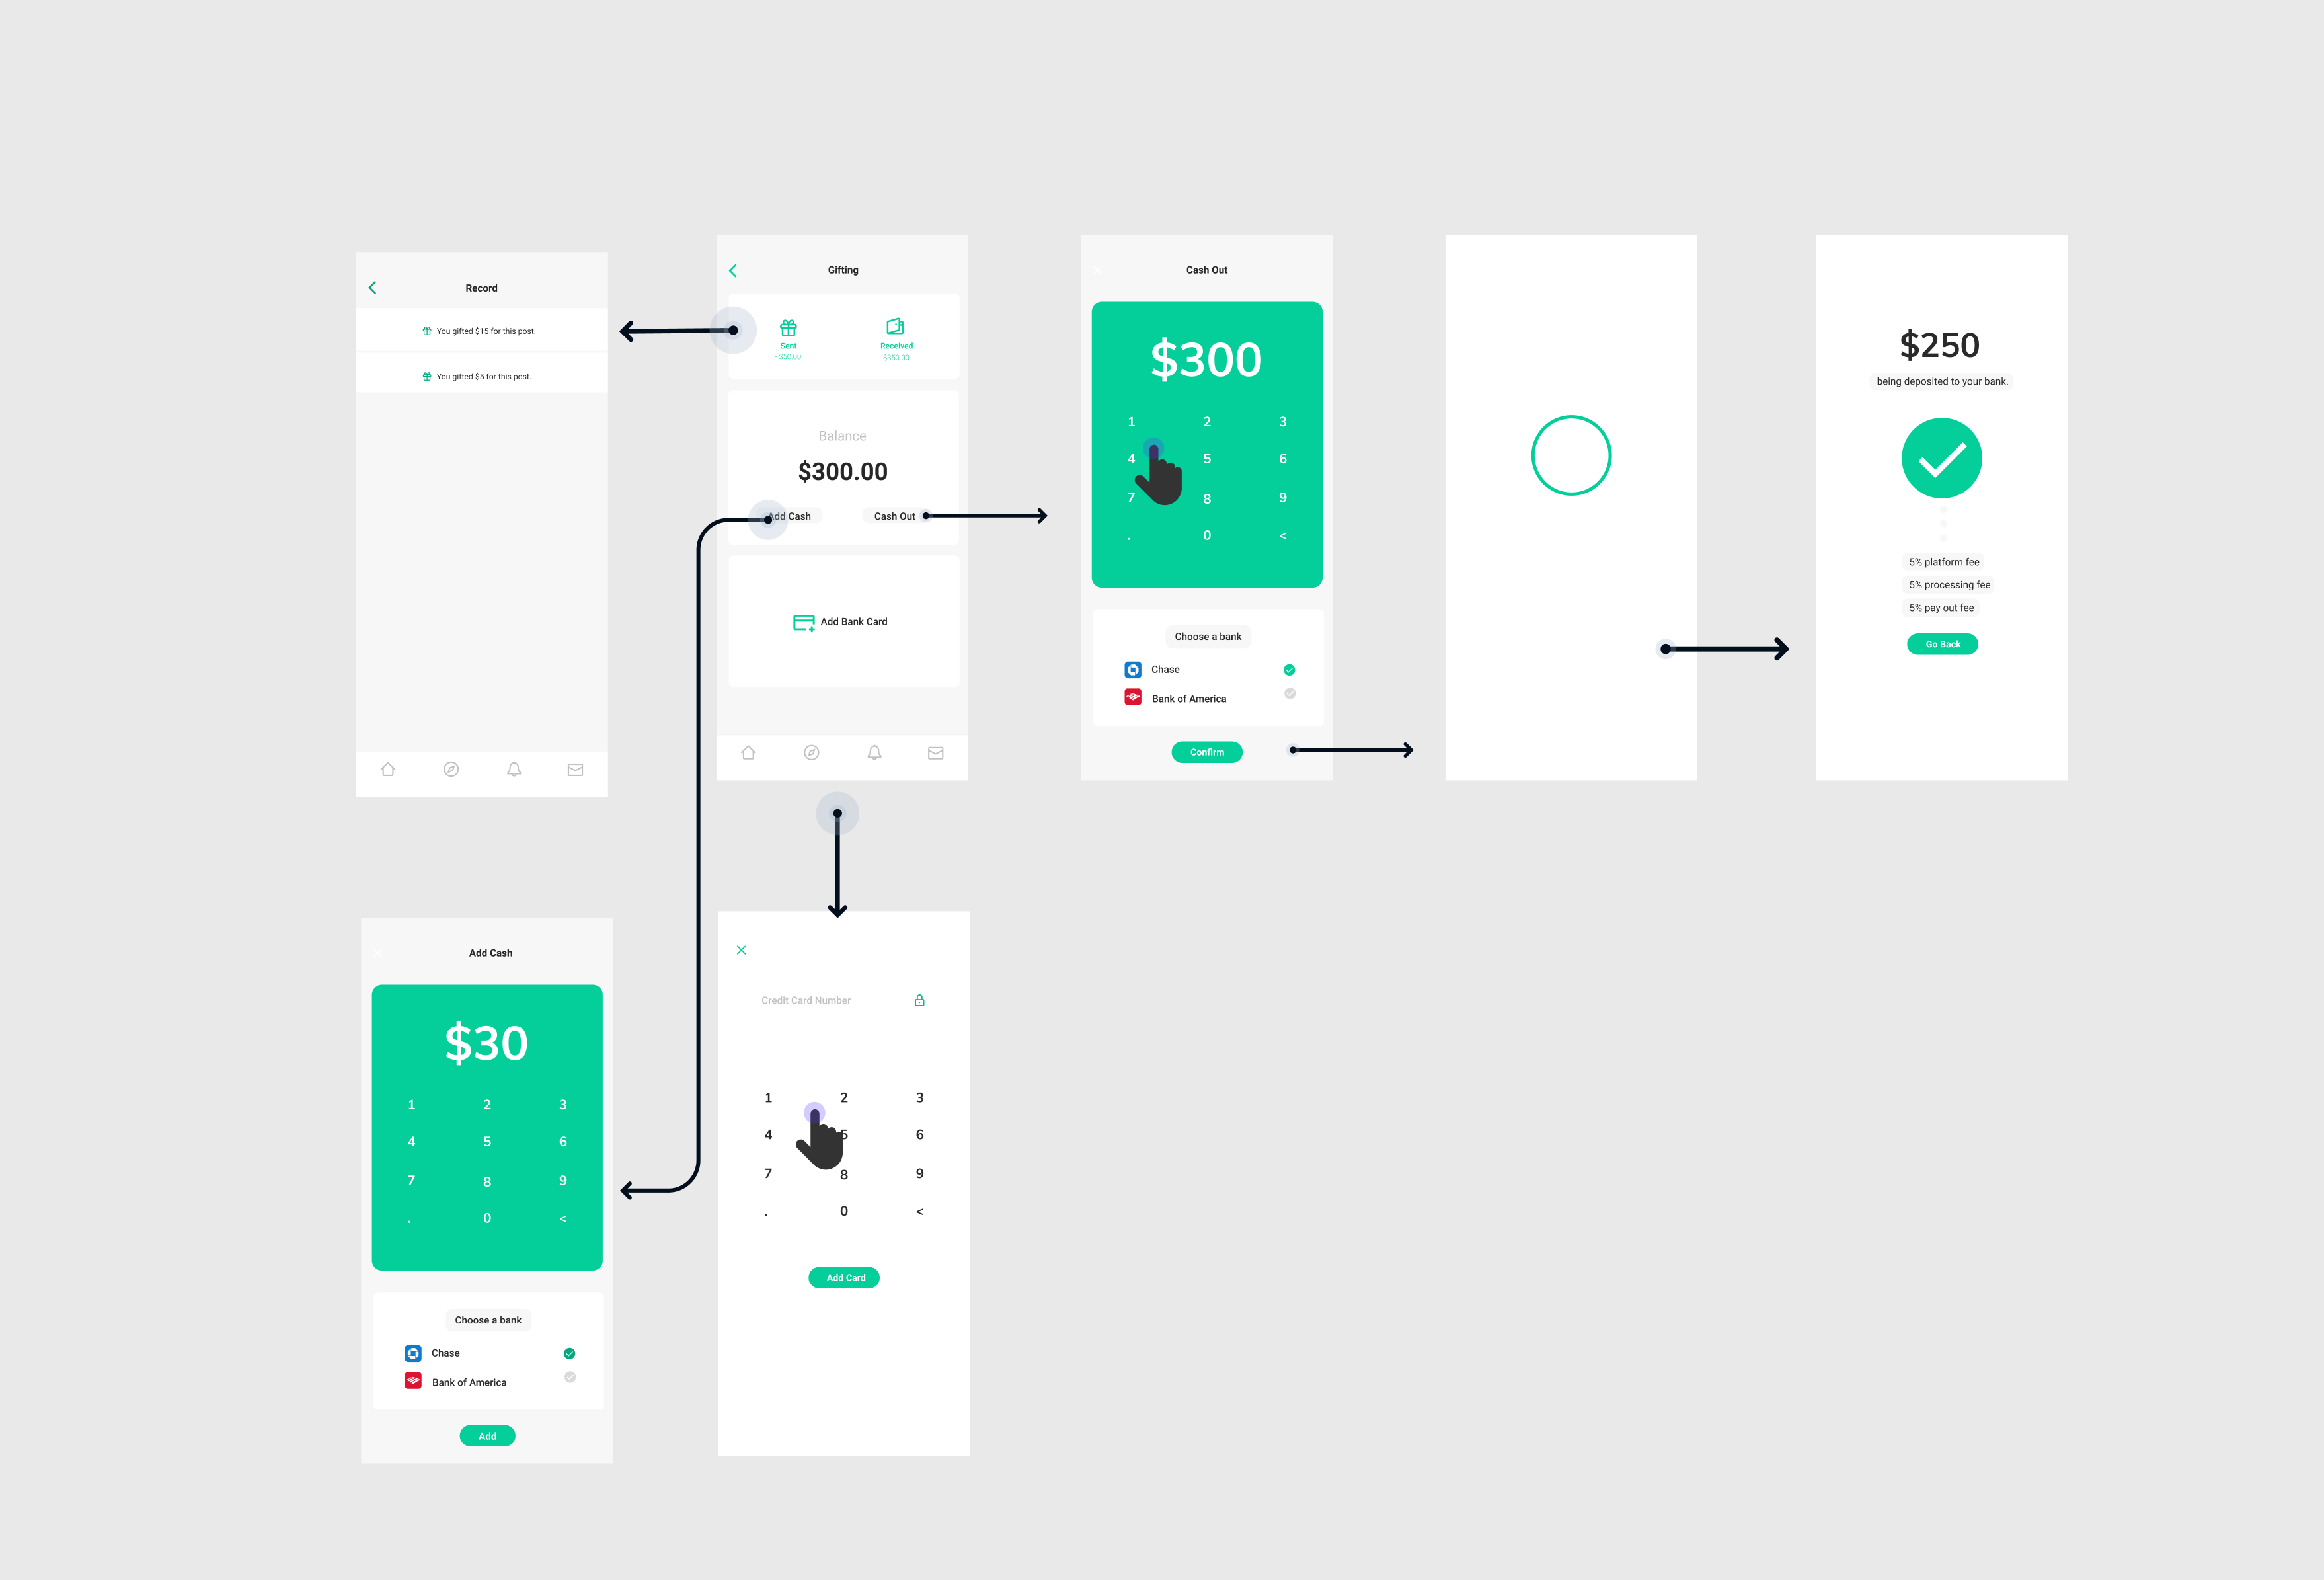 Record
You gifted $15 for this post.
You gifted $5 for this post.
Gifting
Sent
-$50.00
Received
$350.00
Balance
$300.00
Add Cash
Cash Out
Add Bank Card
Cash Out
$300
1 2 3
4 5 6
7 8 9
. 0 <
Choose a bank
Chase
Bank of America
Confirm
$250
being deposited to your bank.
5% platform fee
5% processing fee
5% pay out fee
Go Back
Add Cash
$30
1 2 3
4 5 6
7 8 9
. 0 <
Choose a bank
Chase
Bank of America
Add
Credit Card Number
1 2 3
4 5 6
7 8 9
. 0 <
Add Card